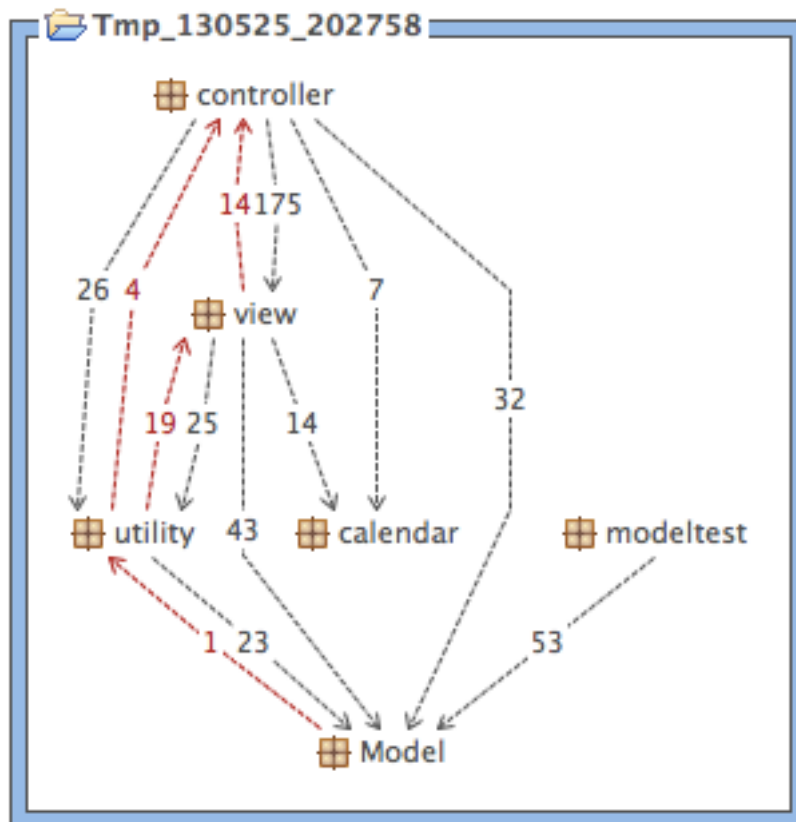 Tmp_130525_202758
controller
14 175
26 4 7
view
32
19 25 14
43
utility calendar modeltest
1 23 53
Model